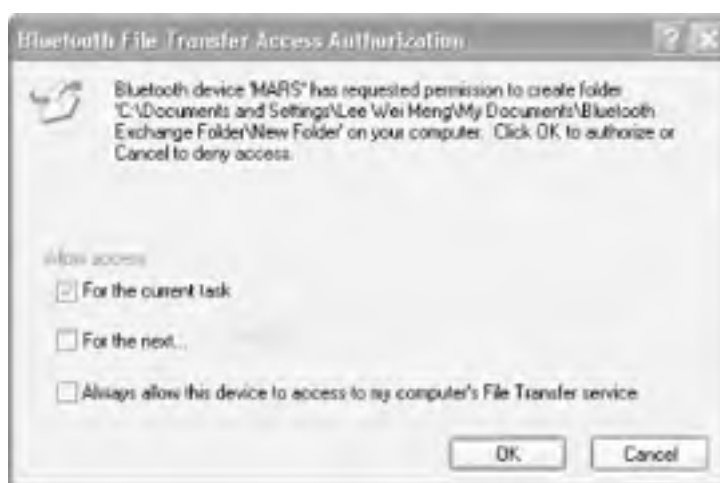 Bluetooth File Transfer Access Authorization
Bluetooth device 'MARS' has requested permission to create folder
'C:\Documents and Settings\Lee Wei Meng\My Documents\Bluetooth
Exchange Folder\New Folder' on your computer. Click OK to authorize or
Cancel to deny access.
Allow access
For the current task
For the next...
Always allow this device to access to my computer's File Transfer service
OK
Cancel